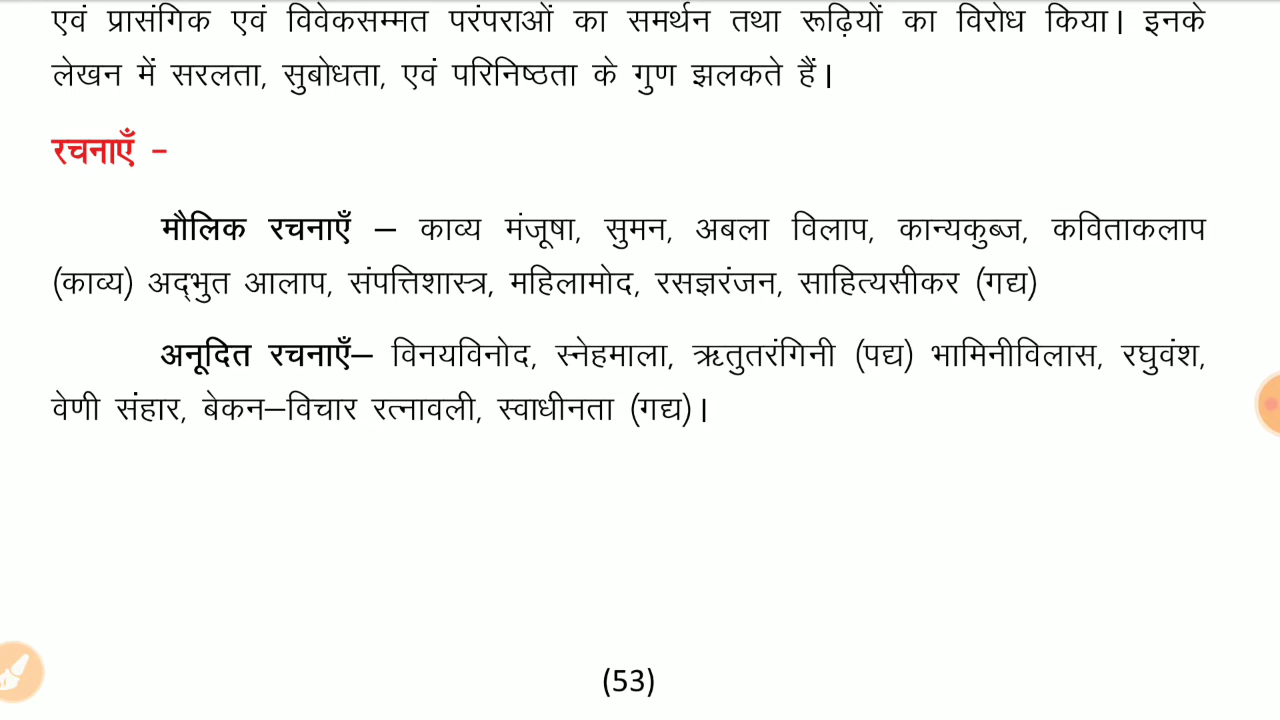 एवं प्रासंगिक एवं विवेकसम्मत परंपराओं का समर्थन तथा रूढ़ियों का विरोध किया। इनके
लेखन में सरलता, सुबोधता, एवं परिनिष्ठता के गुण झलकते हैं।
रचनाएँ –
मौलिक रचनाएँ – काव्य मंजूषा, सुमन, अबला विलाप, कान्यकुब्ज, कविताकलाप
(काव्य) अद्भुत आलाप, संपत्तिशास्त्र, महिलामोद, रसज्ञरंजन, साहित्यसीकर (गद्य)
अनूदित रचनाएँ– विनयविनोद, स्नेहमाला, ऋतुतरंगिनी (पद्य) भामिनीविलास, रघुवंश,
वेणी संहार, बेकन–विचार रत्नावली, स्वाधीनता (गद्य)।
(53)